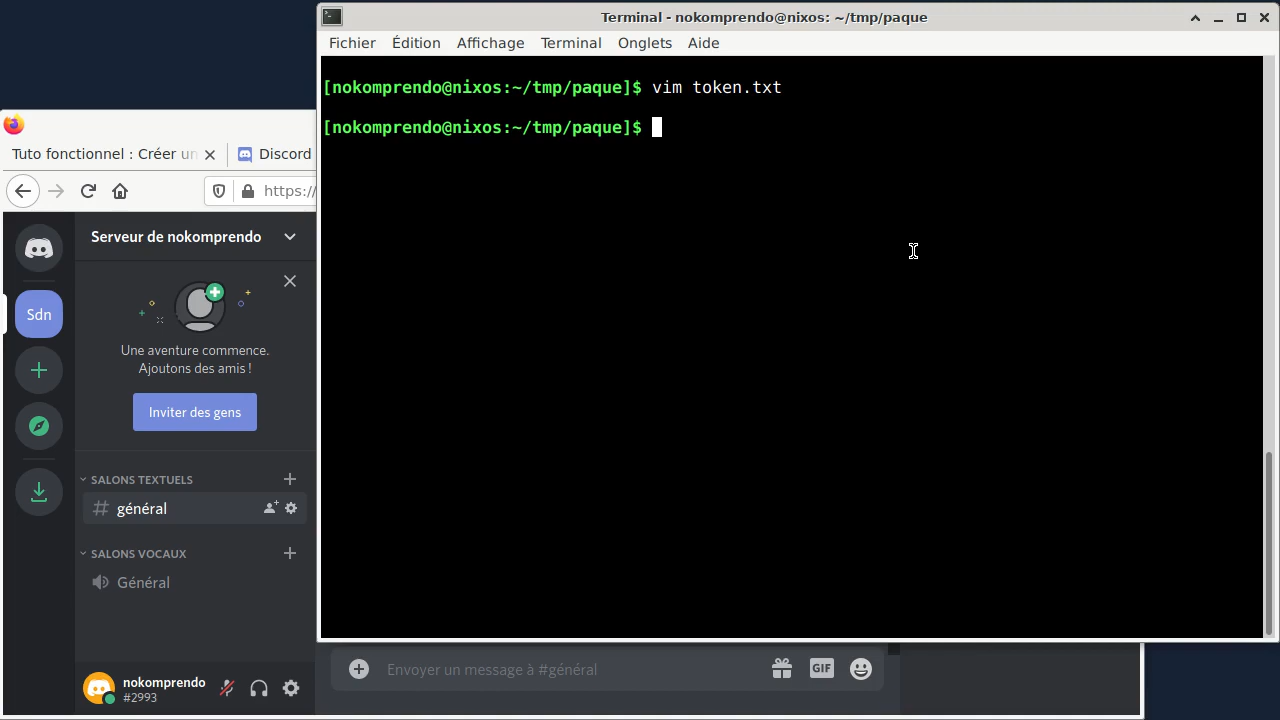 Terminal - nokomprendo@nixos: ~/tmp/paque
Fichier Édition Affichage Terminal Onglets Aide
[nokomprendo@nixos:~/tmp/paque]$ vim token.txt
[nokomprendo@nixos:~/tmp/paque]$
Tuto fonctionnel : Créer un
Discord
https://
Serveur de nokomprendo
Sdn
Une aventure commence.
Ajoutons des amis !
Inviter des gens
SALONS TEXTUELS
général
SALONS VOCAUX
Général
nokomprendo
#2993
Envoyer un message à #général
GIF